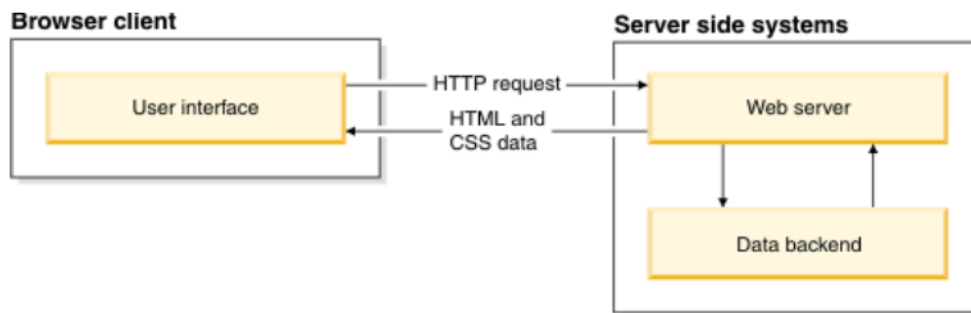 Browser client
Server side systems
User interface
HTTP request
Web server
HTML and
CSS data
Data backend